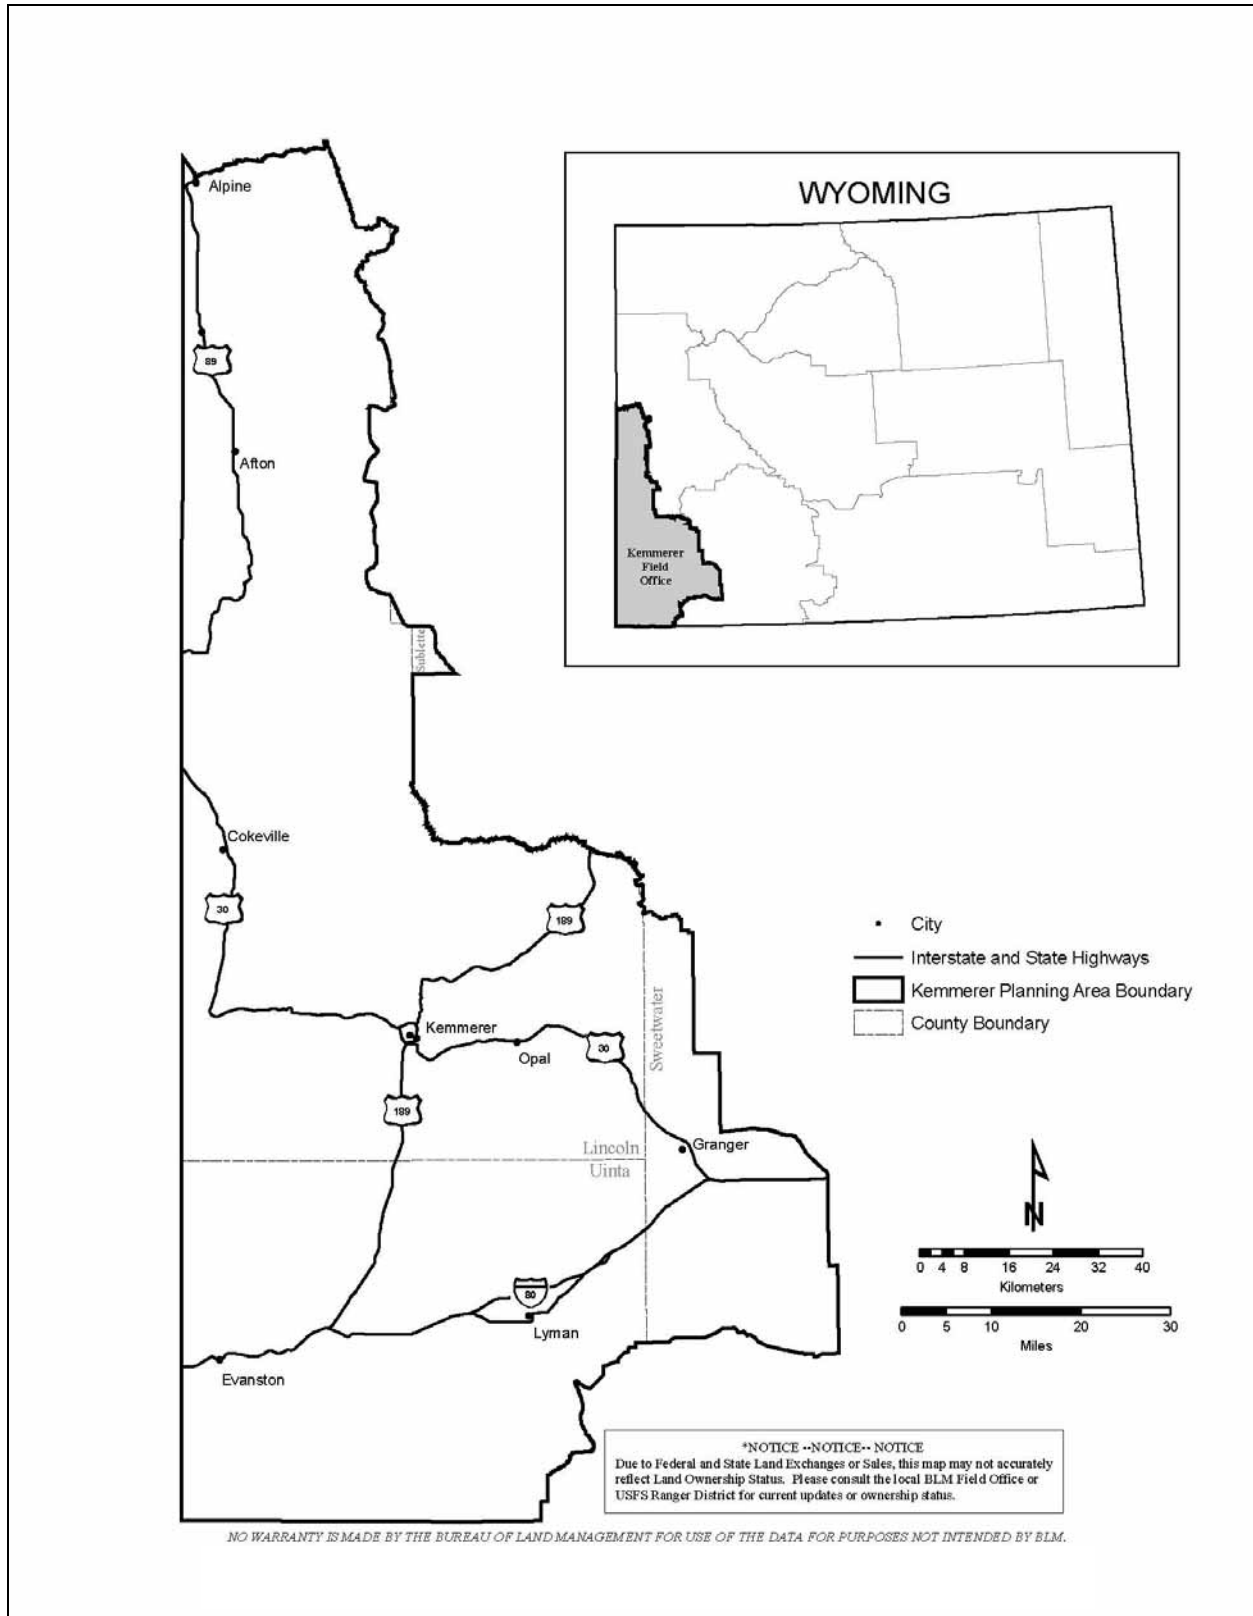 WYOMING
Kemmerer
Field
Office
Alpine
89
Afton
Sublette
Cokeville
30
189
Kemmerer
Opal
30
Sweetwater
189
Lincoln
Uinta
Granger
80
Lyman
Evanston
City
Interstate and State Highways
Kemmerer Planning Area Boundary
County Boundary
N
0 4 8 16 24 32 40
Kilometers
0 5 10 20 30
Miles
*NOTICE --NOTICE-- NOTICE
Due to Federal and State Land Exchanges or Sales, this map may not accurately
reflect Land Ownership Status. Please consult the local BLM Field Office or
USFS Ranger District for current updates or ownership status.
NO WARRANTY IS MADE BY THE BUREAU OF LAND MANAGEMENT FOR USE OF THE DATA FOR PURPOSES NOT INTENDED BY BLM.